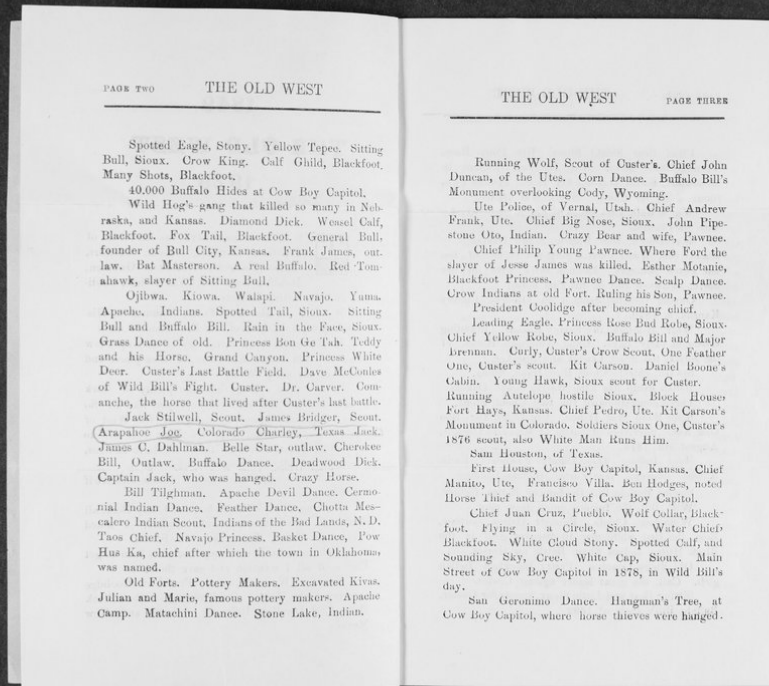 PAGE TWO THE OLD WEST
Spotted Eagle, Stony. Yellow Tepee. Sitting
Bull, Sioux. Crow King. Calf Ghild, Blackfoot.
Many Shots, Blackfoot.
40.000 Buffalo Hides at Cow Boy Capitol.
Wild Hog's gang that killed so many in Neb-
raska, and Kansas. Diamond Dick. Weasel Calf,
Blackfoot. Fox Tail, Blackfoot. General Bull,
founder of Bull City, Kansas. Frank James, out.
law. Bat Masterson. A real Buffalo. Red Tom-
ahawk, slayer of Sitting Bull.
Ojibwa. Kiowa. Walapi. Navajo. Yuma.
Apache. Indians. Spotted Tail, Sioux. Sitting
Bull and Buffalo Bill. Rain in the Face, Sioux.
Grass Dance of old. Princess Bon Ge Tah. Teddy
and his Horse. Grand Canyon. Princess White
Deer. Custer's Last Battle Field. Dave McConles
of Wild Bill's Fight. Custer. Dr. Carver. Com-
anche, the horse that lived after Custer's last battle.
Jack Stilwell, Scout. James Bridger, Scout.
Arapahoe Joe. Colorado Charley, Texas Jack.
James C. Dahlman. Belle Star, outlaw. Cherokee
Bill, Outlaw. Buffalo Dance. Deadwood Dick.
Captain Jack, who was hanged. Crazy Horse.
Bill Tilghman. Apache Devil Dance. Cermo-
nial Indian Dance. Feather Dance. Chotta Mes-
calero Indian Scout. Indians of the Bad Lands, N. D.
Taos Chief. Navajo Princess. Basket Dance, Pow
Hus Ka, chief after which the town in Oklahoma,
was named.
Old Forts. Pottery Makers. Excavated Kivas.
Julian and Marie, famous pottery makers. Apache
Camp. Matachini Dance. Stone Lake, Indian.
THE OLD WEST PAGE THREE
Running Wolf, Scout of Custer's. Chief John
Duncan, of the Utes. Corn Dance. Buffalo Bill's
Monument overlooking Cody, Wyoming.
Ute Police, of Vernal, Utah. Chief Andrew
Frank, Ute. Chief Big Nose, Sioux. John Pipe-
stone Oto, Indian. Crazy Bear and wife, Pawnee.
Chief Philip Young Pawnee. Where Ford the
slayer of Jesse James was killed. Esther Motanie,
Blackfoot Princess. Pawnee Dance. Scalp Dance.
Crow Indians at old Fort. Ruling his Son, Pawnee.
President Coolidge after becoming chief.
Leading Eagle. Princess Rose Bud Robe, Sioux.
Chief Yellow Robe, Sioux. Buffalo Bill and Major
Brennan. Curly, Custer's Crow Scout. One Feather
One, Custer's scout. Kit Carson. Daniel Boone's
Cabin. Young Hawk, Sioux scout for Custer.
Running Antelope hostile Sioux. Block House,
Fort Hays, Kansas. Chief Pedro, Ute. Kit Carson's
Monument in Colorado. Soldiers Sioux One, Custer's
1876 scout, also White Man Runs Him.
Sam Houston, of Texas.
First House, Cow Boy Capitol, Kansas. Chief
Manito, Ute, Francisco Villa. Ben Hodges, noted
Horse Thief and Bandit of Cow Boy Capitol.
Chief Juan Cruz, Pueblo. Wolf Collar, Black-
foot. Flying in a Circle, Sioux. Water Chief,
Blackfoot. White Cloud Stony. Spotted Calf, and
Sounding Sky, Cree. White Cap, Sioux. Main
Street of Cow Boy Capitol in 1878, in Wild Bill's
day.
San Geronimo Dance. Hangman's Tree, at
Cow Boy Capitol, where horse thieves were hanged.